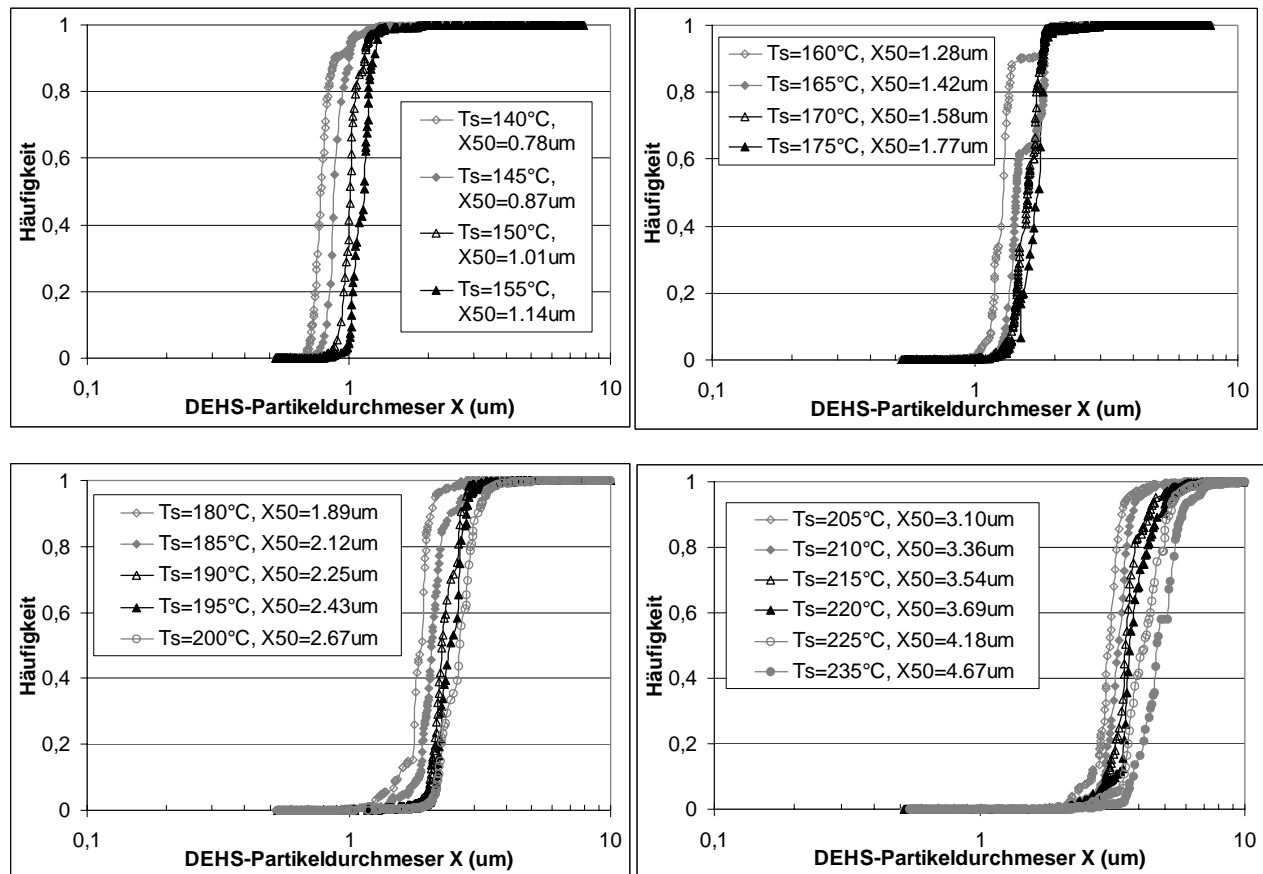 1
0,8
0,6
0,4
0,2
0
Häufigkeit
Ts=140°C,
X50=0.78um
Ts=145°C,
X50=0.87um
Ts=150°C,
X50=1.01um
Ts=155°C,
X50=1.14um
0,1
1
10
DEHS-Partikeldurchmeser X (um)
1
0,8
0,6
0,4
0,2
0
Häufigkeit
Ts=160°C, X50=1.28um
Ts=165°C, X50=1.42um
Ts=170°C, X50=1.58um
Ts=175°C, X50=1.77um
0,1
1
10
DEHS-Partikeldurchmeser X (um)
1
0,8
0,6
0,4
0,2
0
Häufigkeit
Ts=180°C, X50=1.89um
Ts=185°C, X50=2.12um
Ts=190°C, X50=2.25um
Ts=195°C, X50=2.43um
Ts=200°C, X50=2.67um
0,1
1
10
DEHS-Partikeldurchmeser X (um)
1
0,8
0,6
0,4
0,2
0
Häufigkeit
Ts=205°C, X50=3.10um
Ts=210°C, X50=3.36um
Ts=215°C, X50=3.54um
Ts=220°C, X50=3.69um
Ts=225°C, X50=4.18um
Ts=235°C, X50=4.67um
0,1
1
10
DEHS-Partikeldurchmeser X (um)